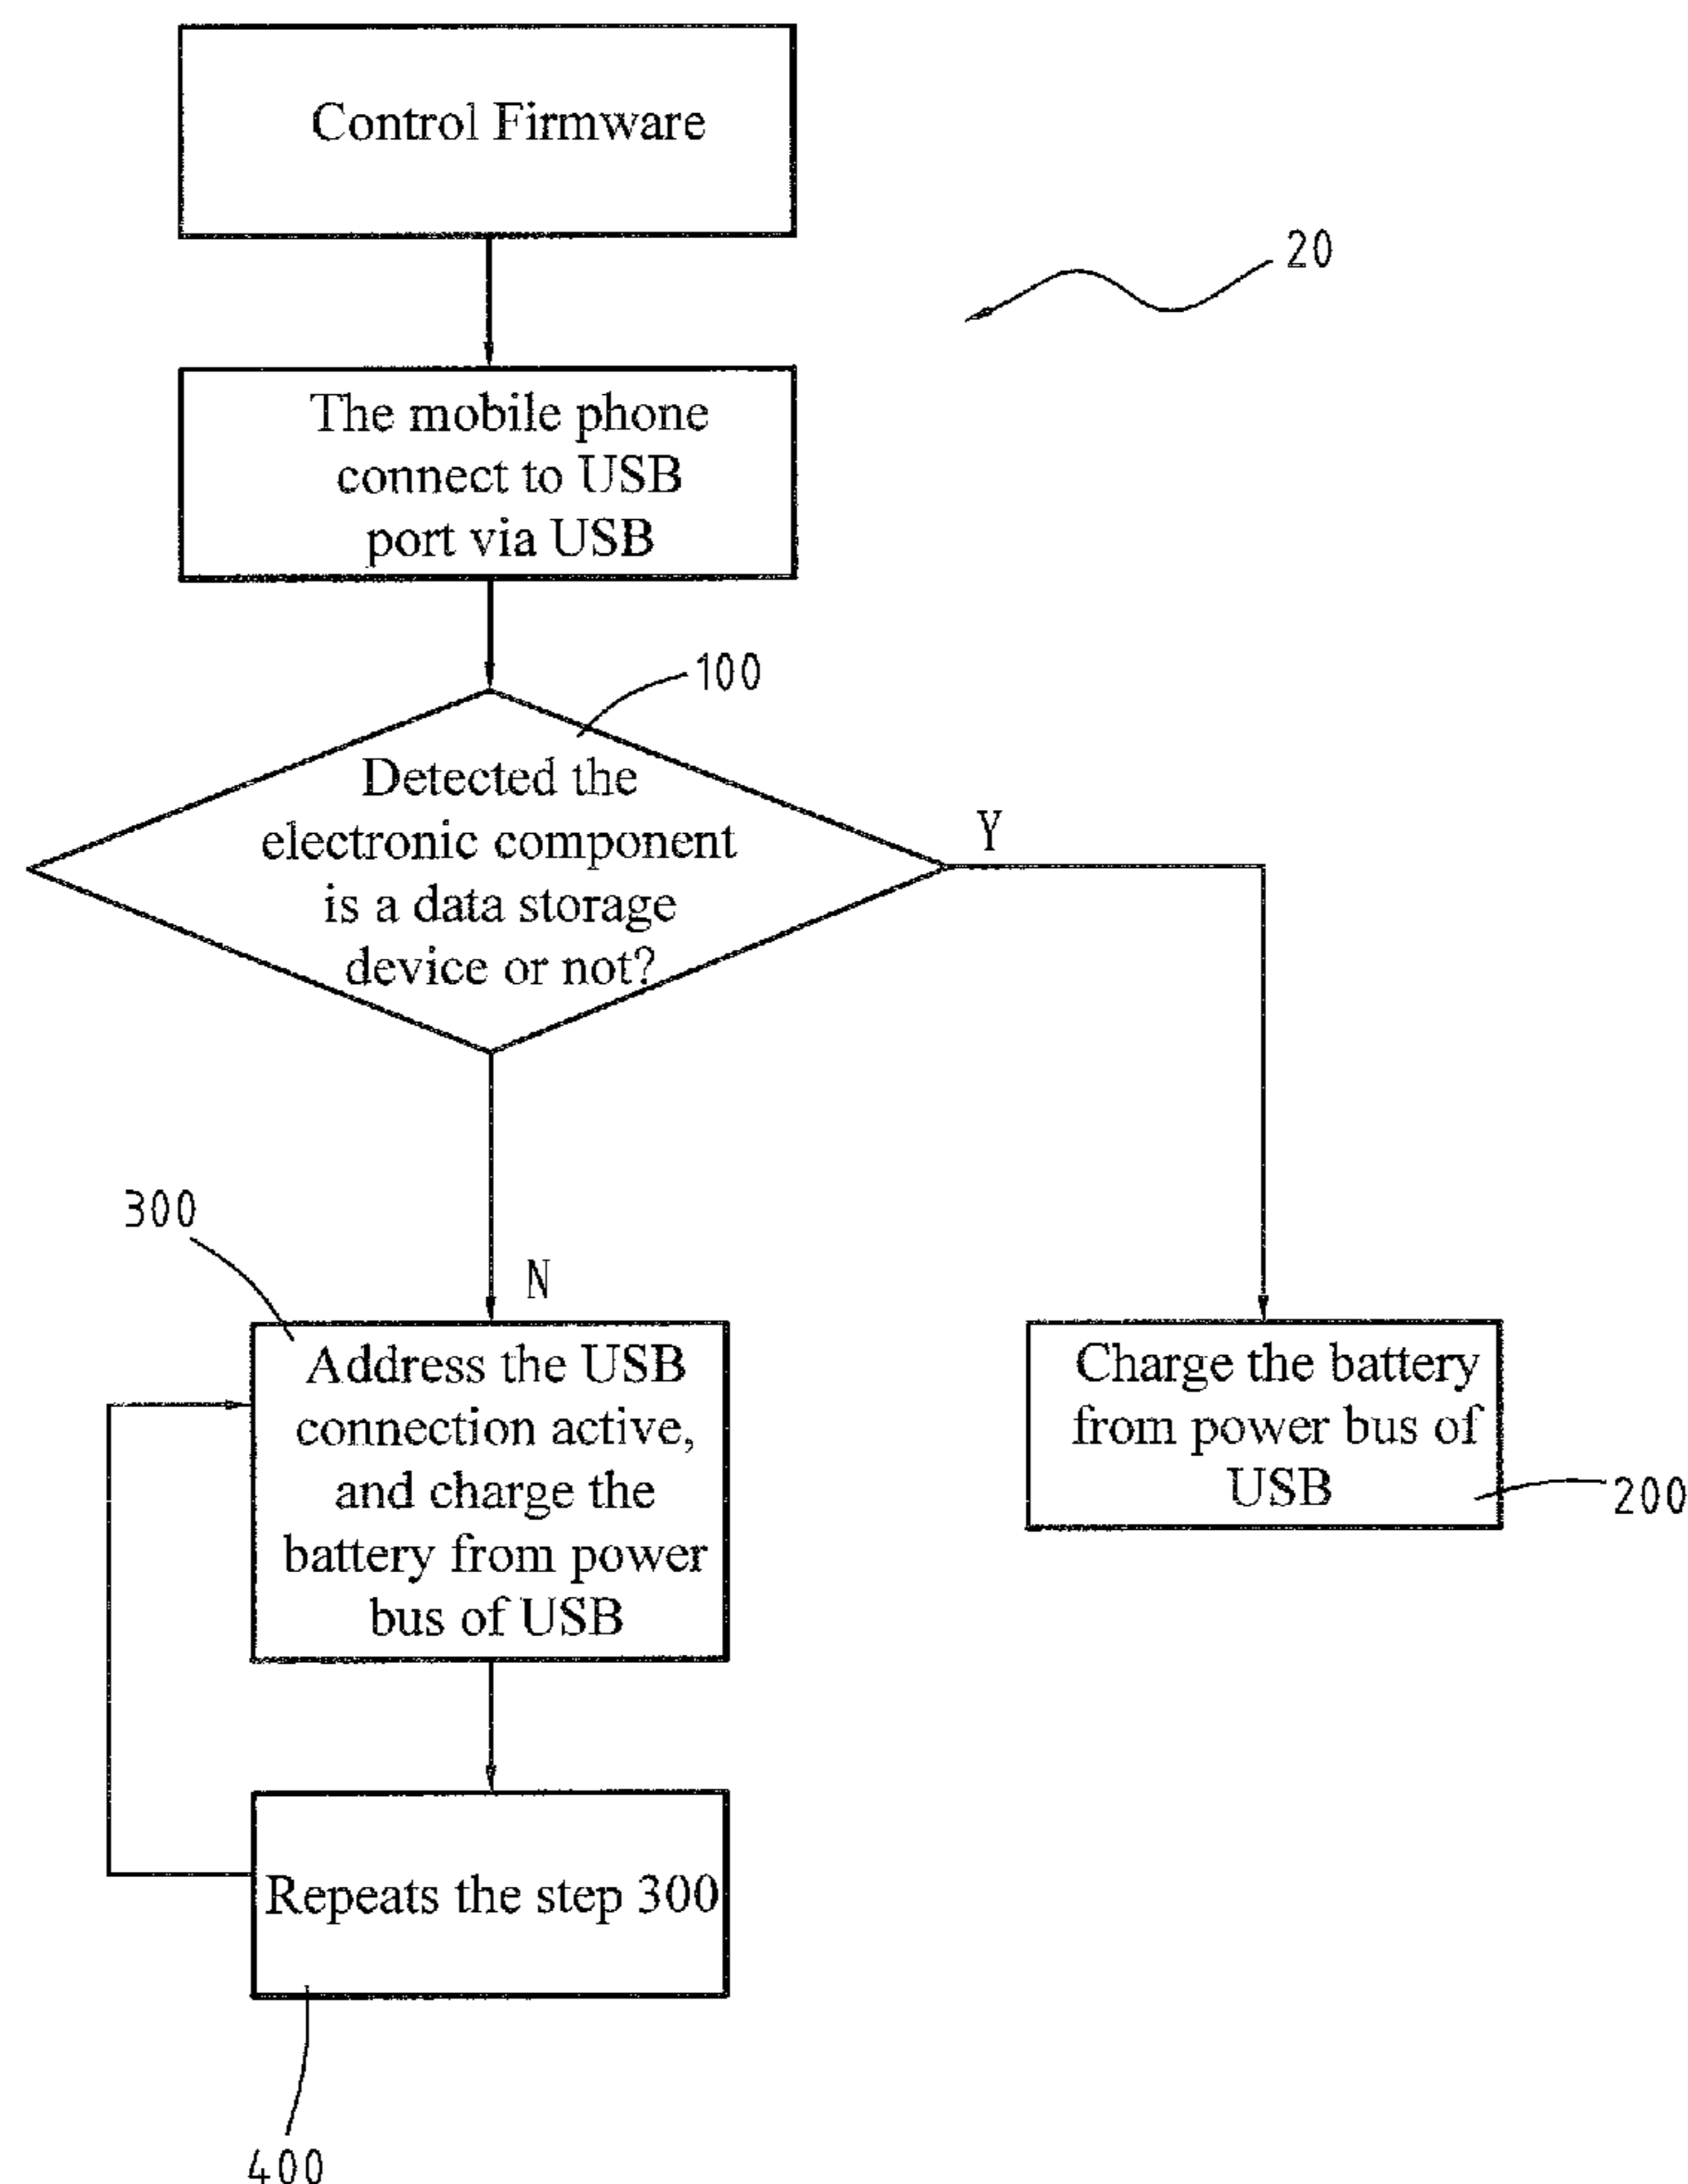 Control Firmware
20
The mobile phone
connect to USB
port via USB
100
Detected the
electronic component
is a data storage
device or not?
Y
300
N
Address the USB
connection active,
and charge the
battery from power
bus of USB
Charge the battery
from power bus of
USB
200
Repeats the step 300
400